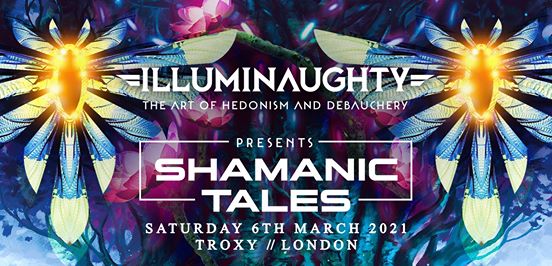 ILLUMINAUGHTY
THE ART OF HEDONISM AND DEBAUCHERY
PRESENTS
SHAMANIC
TALES
SATURDAY 6TH MARCH 2021
TROXY // LONDON